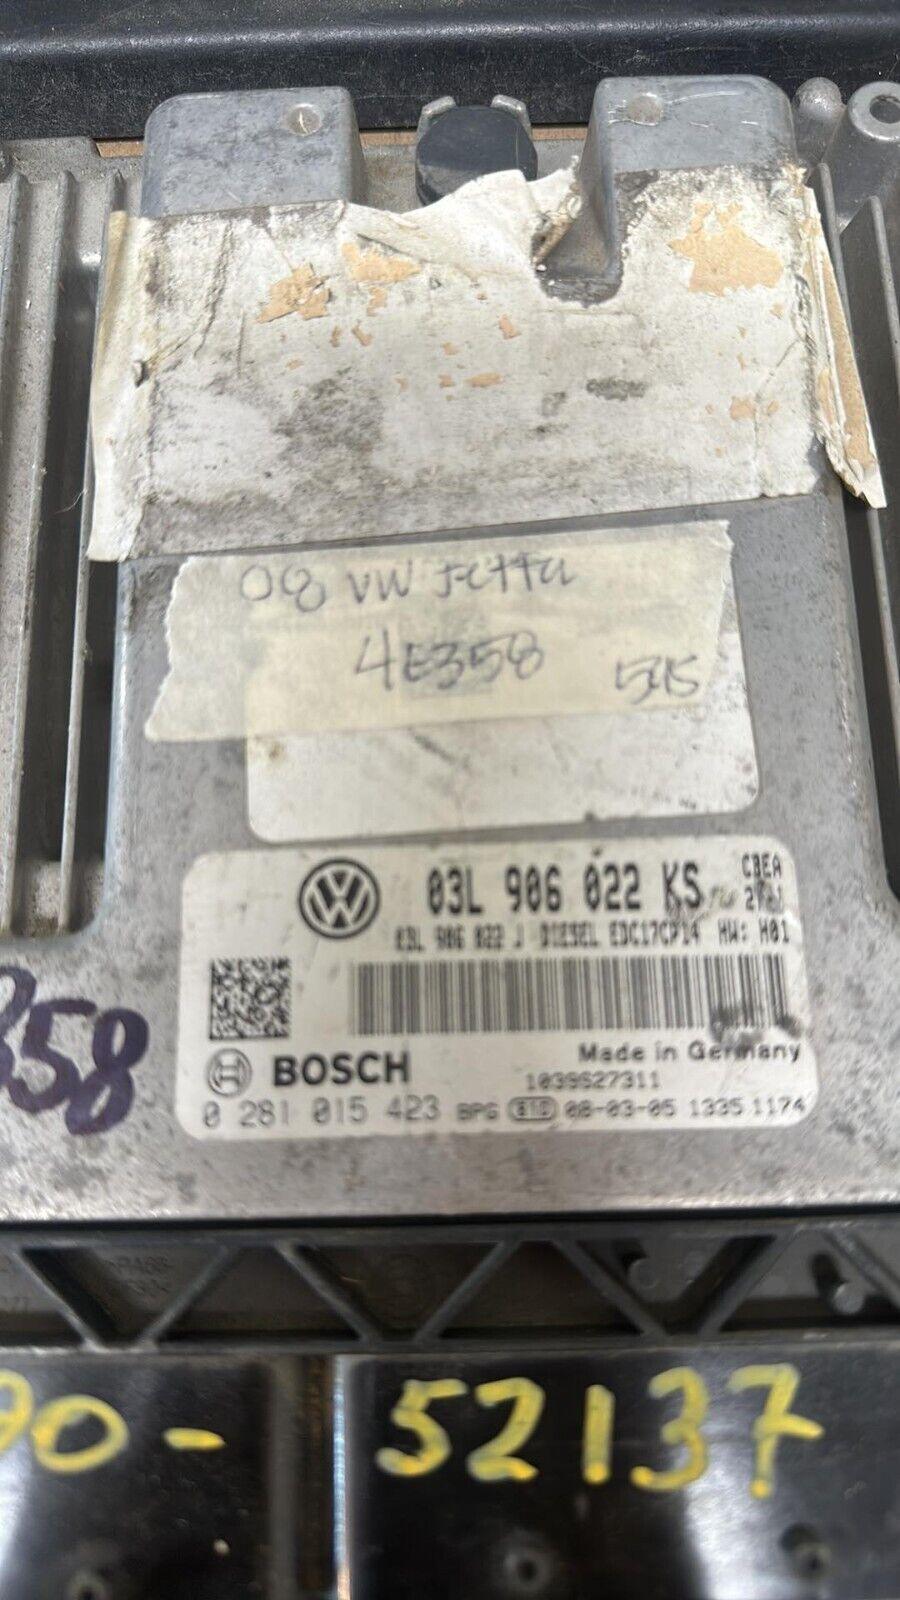 08 VW Jetta
4E358
03L 906 022 KS
CBEA
03L 906 022 J DIESEL EDC17CP14 HW: H01
358
BOSCH
Made in Germany
1039S27311
0 281 015 423 BPG 08-03-05 1335 1174
52137